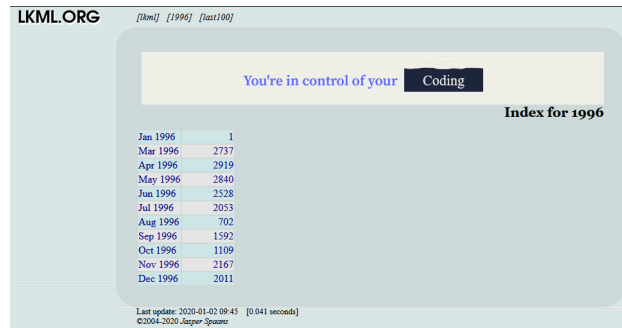 LKML.ORG
[lkml] [1996] [last100]
You're in control of your Coding
Index for 1996
Jan 1996 1
Mar 1996 2737
Apr 1996 2919
May 1996 2840
Jun 1996 2528
Jul 1996 2053
Aug 1996 702
Sep 1996 1592
Oct 1996 1109
Nov 1996 2167
Dec 1996 2011
Last update: 2020-01-02 09:45 [0.041 seconds]
©2004-2020 Jasper Spaans